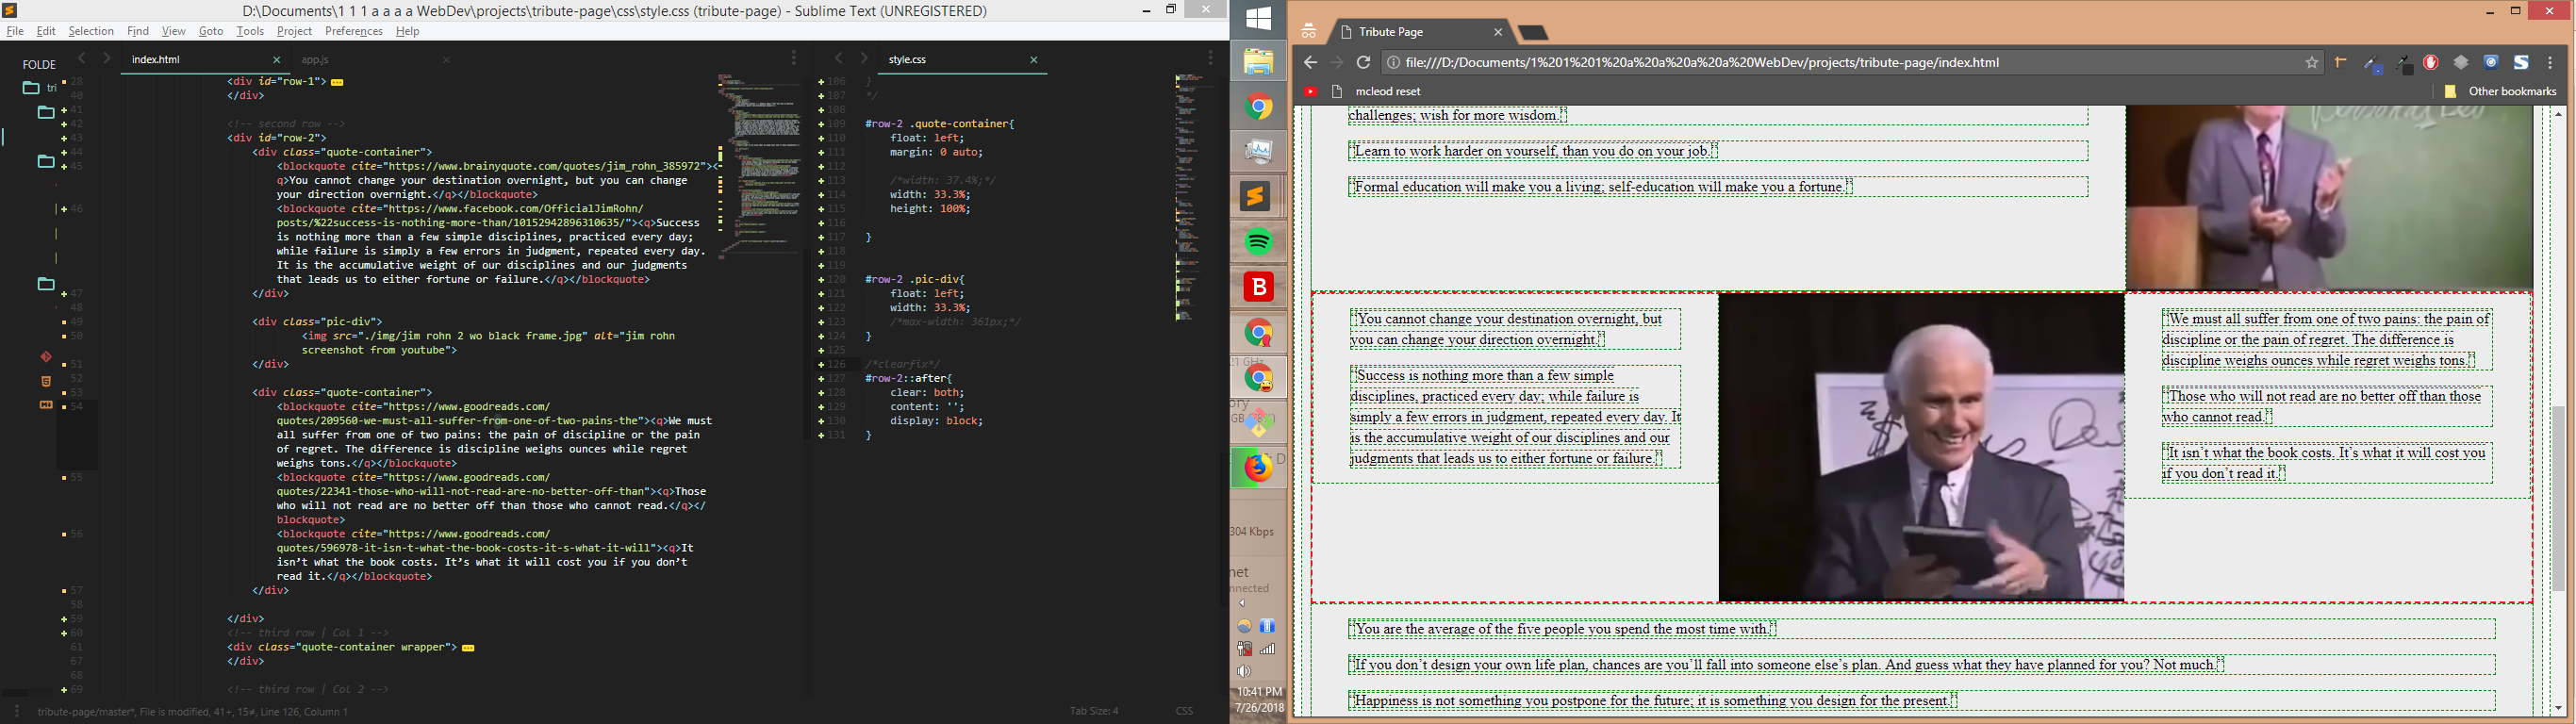 D:\Documents\1 1 1 a a a a WebDev\projects\tribute-page\css\style.css (tribute-page) - Sublime Text (UNREGISTERED)
File Edit Selection Find View Goto Tools Project Preferences Help
FOLDE
tri
index.html
app.js
28 <div id="row-1">
40 </div>
41
42 <!-- second row -->
43 <div id="row-2">
44 <div class="quote-container">
45 <blockquote cite="https://www.brainyquote.com/quotes/jim_rohn_385972"><
q>You cannot change your destination overnight, but you can change
your direction overnight.</q></blockquote>
46 <blockquote cite="https://www.facebook.com/OfficialJimRohn/
posts/%22success-is-nothing-more-than/10152942896310635/"><q>Success
is nothing more than a few simple disciplines, practiced every day;
while failure is simply a few errors in judgment, repeated every day.
It is the accumulative weight of our disciplines and our judgments
that leads us to either fortune or failure.</q></blockquote>
47 </div>
48
49 <div class="pic-div">
50 <img src="./img/jim rohn 2 wo black frame.jpg" alt="jim rohn
screenshot from youtube">
51 </div>
52
53 <div class="quote-container">
54 <blockquote cite="https://www.goodreads.com/
quotes/209560-we-must-all-suffer-from-one-of-two-pains-the"><q>We must
all suffer from one of two pains: the pain of discipline or the pain
of regret. The difference is discipline weighs ounces while regret
weighs tons.</q></blockquote>
55 <blockquote cite="https://www.goodreads.com/
quotes/22341-those-who-will-not-read-are-no-better-off-than"><q>Those
who will not read are no better off than those who cannot read.</q></
blockquote>
56 <blockquote cite="https://www.goodreads.com/
quotes/596978-it-isn-t-what-the-book-costs-it-s-what-it-will"><q>It
isn’t what the book costs. It’s what it will cost you if you don’t
read it.</q></blockquote>
57 </div>
58
59 </div>
60 <!-- third row | Col 1 -->
61 <div class="quote-container wrapper">
67 </div>
68
69 <!-- third row | Col 2 -->
style.css
106 }
107 */
108
109 #row-2 .quote-container{
110 float: left;
111 margin: 0 auto;
112
113 /*width: 37.4%;*/
114 width: 33.3%;
115 height: 100%;
116
117 }
118
119
120 #row-2 .pic-div{
121 float: left;
122 width: 33.3%;
123 /*max-width: 361px;*/
124 }
125
126 /*clearfix*/
127 #row-2::after{
128 clear: both;
129 content: '';
130 display: block;
131 }
tribute-page/master*, File is modified, 41+, 15≠, Line 126, Column 1
Tab Size: 4
CSS
B
ory
304 Kbps
net
nnected
10:41 PM
7/26/2018
Tribute Page
file:///D:/Documents/1%201%201%20a%20a%20a%20a%20WebDev/projects/tribute-page/index.html
mcleod reset
Other bookmarks
challenges; wish for more wisdom.”
“Learn to work harder on yourself, than you do on your job.”
“Formal education will make you a living; self-education will make you a fortune.”
“You cannot change your destination overnight, but
you can change your direction overnight.”
“Success is nothing more than a few simple
disciplines, practiced every day; while failure is
simply a few errors in judgment, repeated every day. It
is the accumulative weight of our disciplines and our
judgments that leads us to either fortune or failure.”
“We must all suffer from one of two pains: the pain of
discipline or the pain of regret. The difference is
discipline weighs ounces while regret weighs tons.”
“Those who will not read are no better off than those
who cannot read.”
“It isn’t what the book costs. It’s what it will cost you
if you don’t read it.”
“You are the average of the five people you spend the most time with.”
“If you don’t design your own life plan, chances are you’ll fall into someone else’s plan. And guess what they have planned for you? Not much.”
“Happiness is not something you postpone for the future; it is something you design for the present.”